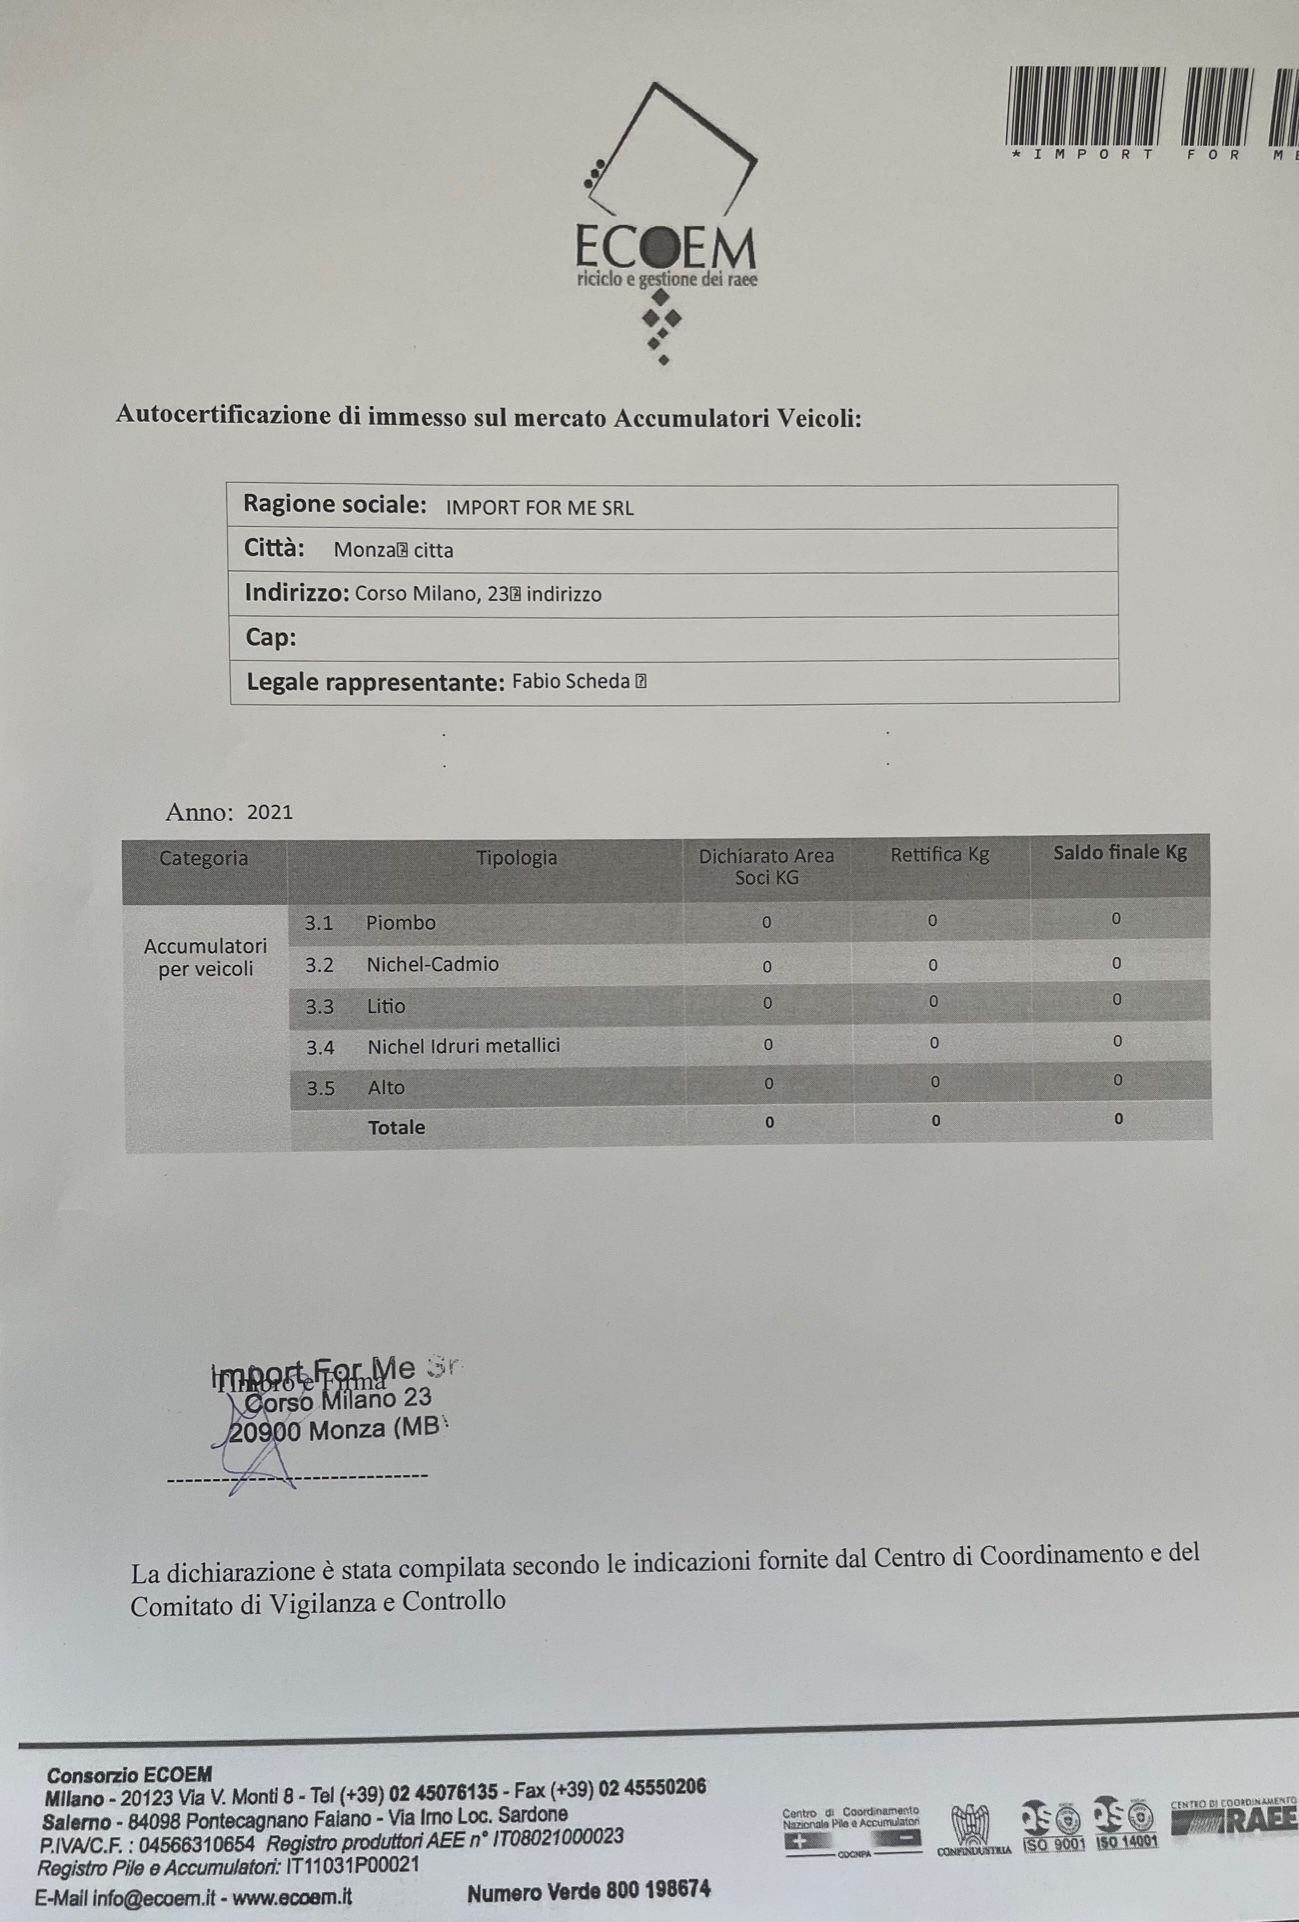 *IMPORT FOR ME
ECOEM
riciclo e gestione dei raee
Autocertificazione di immesso sul mercato Accumulatori Veicoli:
Ragione sociale: IMPORT FOR ME SRL
Città: Monza⍰ citta
Indirizzo: Corso Milano, 23⍰ indirizzo
Cap:
Legale rappresentante: Fabio Scheda ⍰
Anno: 2021
Categoria Tipologia Dichiarato Area Soci KG Rettifica Kg Saldo finale Kg
Accumulatori per veicoli
3.1 Piombo 0 0 0
3.2 Nichel-Cadmio 0 0 0
3.3 Litio 0 0 0
3.4 Nichel Idruri metallici 0 0 0
3.5 Alto 0 0 0
Totale 0 0 0
Import For Me Sr
Timbro e Firma
Corso Milano 23
20900 Monza (MB
-----------------------------
La dichiarazione è stata compilata secondo le indicazioni fornite dal Centro di Coordinamento e del
Comitato di Vigilanza e Controllo
Consorzio ECOEM
Milano - 20123 Via V. Monti 8 - Tel (+39) 02 45076135 - Fax (+39) 02 45550206
Salerno - 84098 Pontecagnano Faiano - Via Irno Loc. Sardone
P.IVA/C.F. : 04566310654 Registro produttori AEE n° IT08021000023
Registro Pile e Accumulatori: IT11031P00021
E-Mail info@ecoem.it - www.ecoem.it Numero Verde 800 198674
Centro di Coordinamento
Nazionale Pile e Accumulatori
CDCNPA
CONFINDUSTRIA
ISO 9001
ISO 14001
CENTRO DI COORDINAMENTO
RAEE